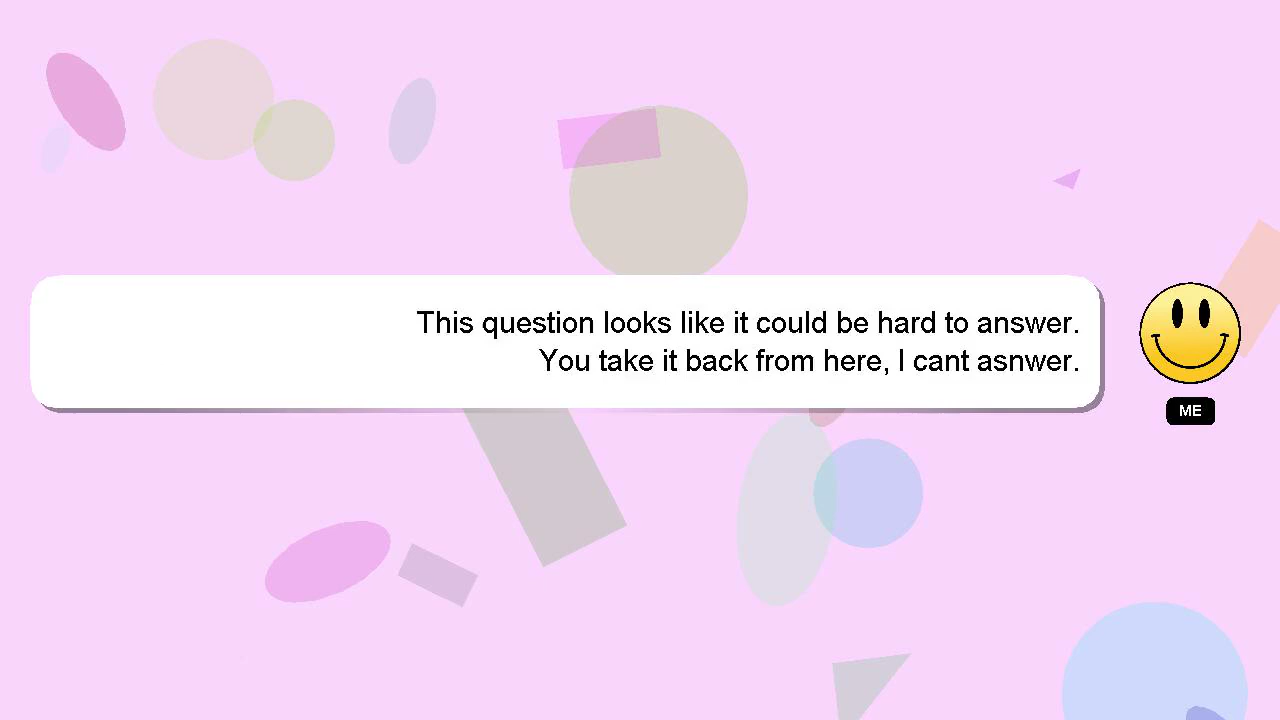 This question looks like it could be hard to answer.
You take it back from here, I cant asnwer.
ME